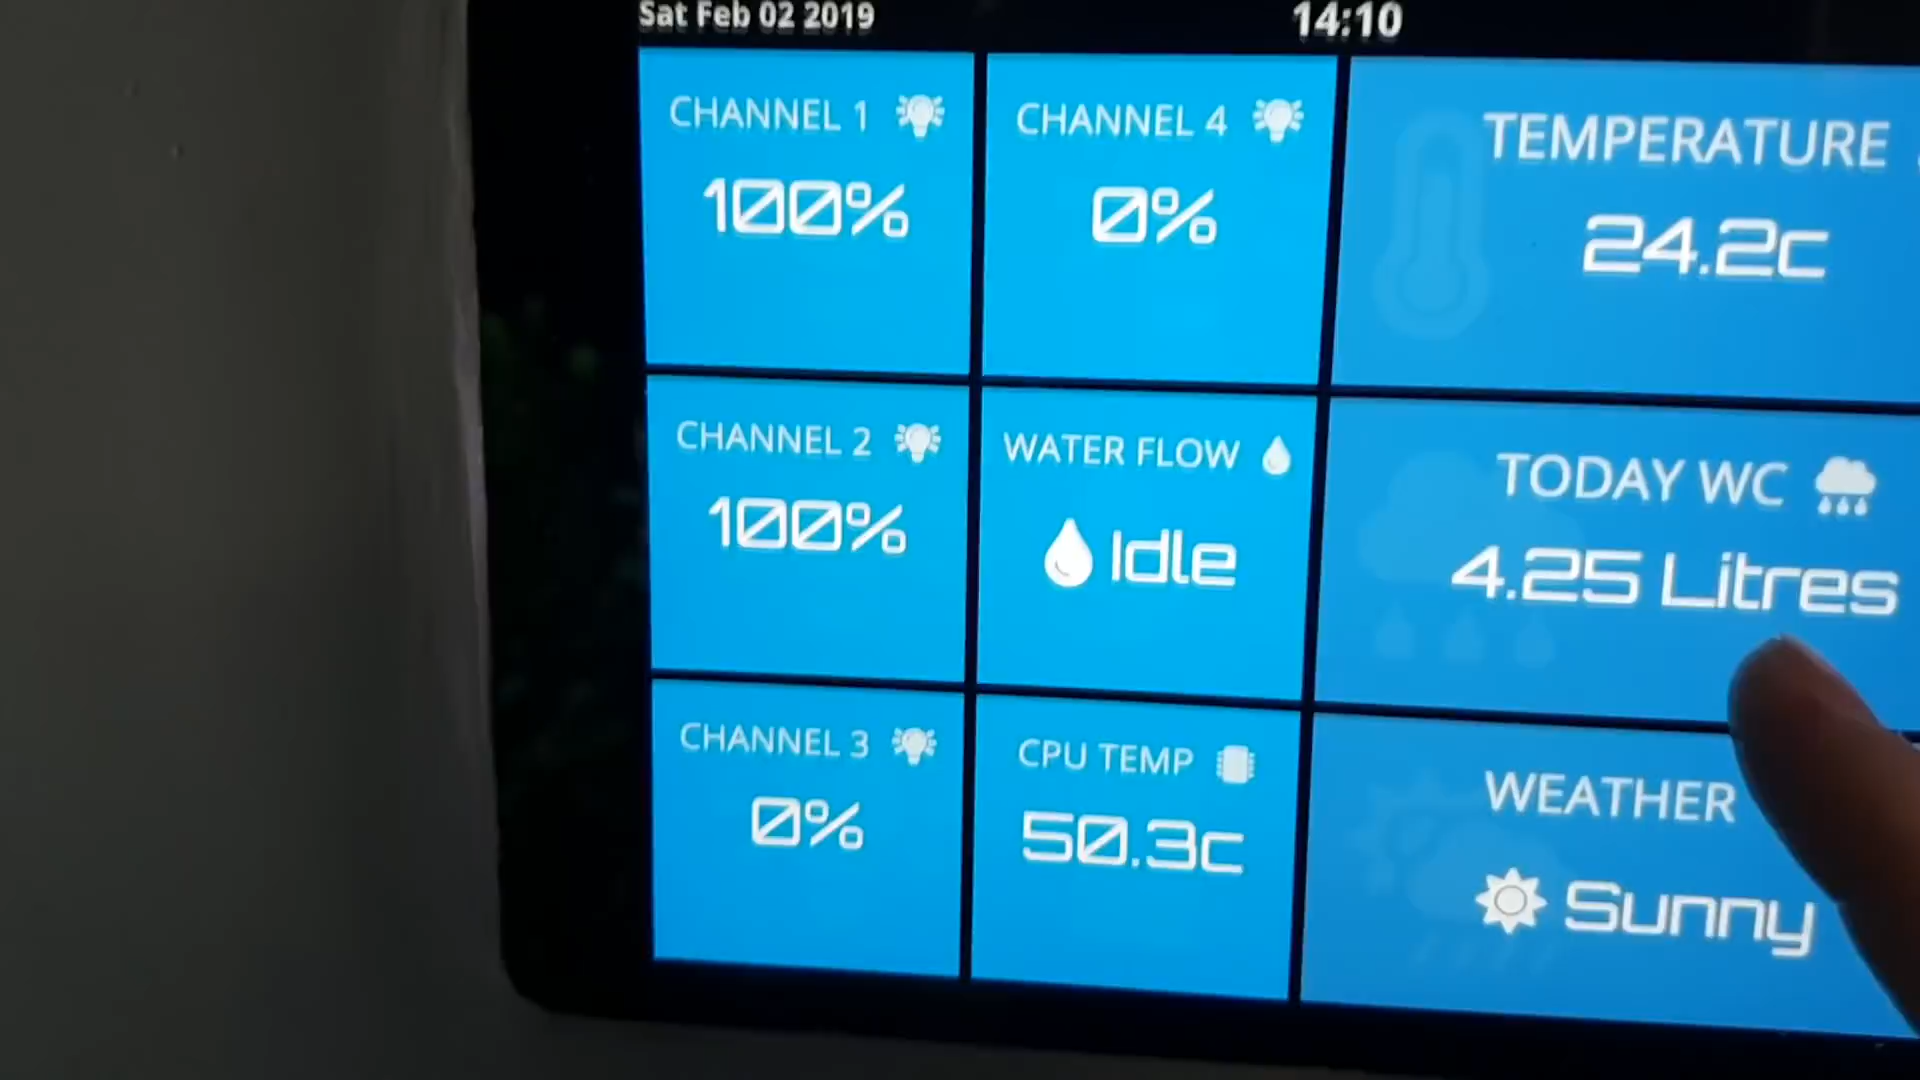 Sat Feb 02 2019
14:10
CHANNEL 1
100%
CHANNEL 4
0%
TEMPERATURE
24.2c
CHANNEL 2
100%
WATER FLOW
Idle
TODAY WC
4.25 Litres
CHANNEL 3
0%
CPU TEMP
50.3c
WEATHER
Sunny